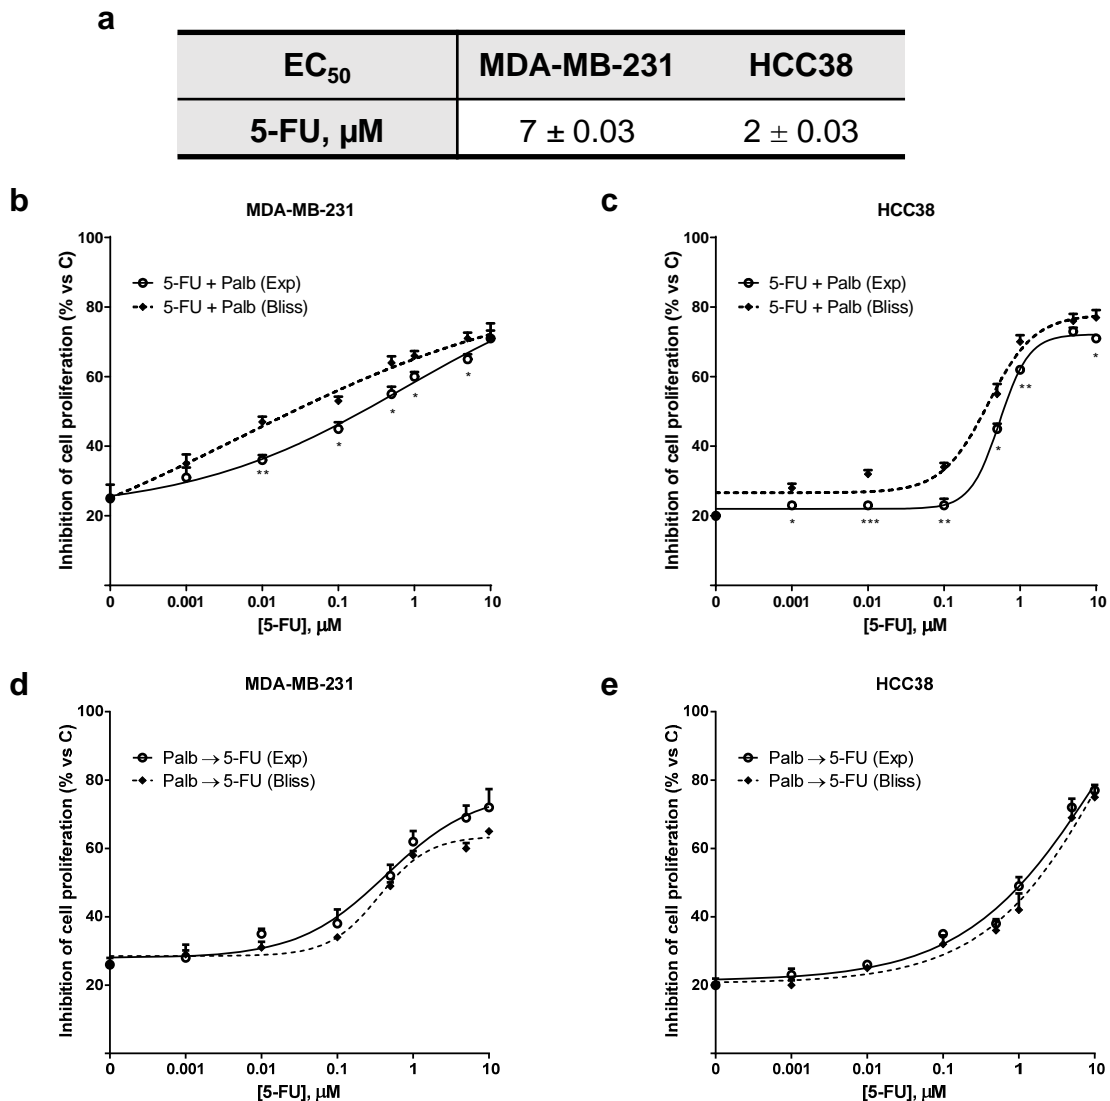 a
EC50 MDA-MB-231 HCC38
5-FU, µM 7 ± 0.03 2 ± 0.03
b
MDA-MB-231
Inhibition of cell proliferation (% vs C)
100
80
60
40
20
5-FU + Palb (Exp)
5-FU + Palb (Bliss)
**
*
*
*
*
0 0.001 0.01 0.1 1 10
[5-FU], µM
c
HCC38
Inhibition of cell proliferation (% vs C)
100
80
60
40
20
5-FU + Palb (Exp)
5-FU + Palb (Bliss)
*
***
**
*
**
*
0 0.001 0.01 0.1 1 10
[5-FU], µM
d
MDA-MB-231
Inhibition of cell proliferation (% vs C)
100
80
60
40
20
Palb → 5-FU (Exp)
Palb → 5-FU (Bliss)
0 0.001 0.01 0.1 1 10
[5-FU], µM
e
HCC38
Inhibition of cell proliferation (% vs C)
100
80
60
40
20
Palb → 5-FU (Exp)
Palb → 5-FU (Bliss)
0 0.001 0.01 0.1 1 10
[5-FU], µM